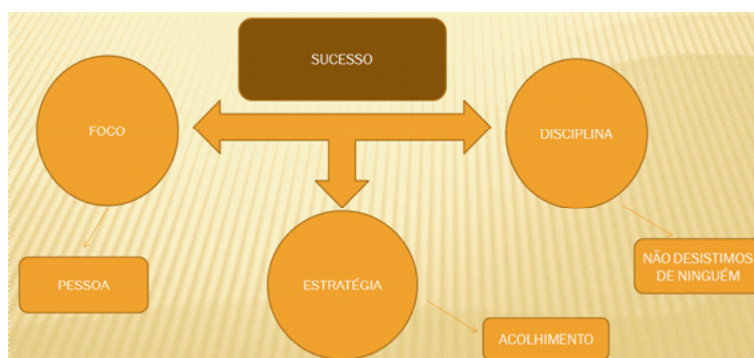 SUCESSO
FOCO
DISCIPLINA
PESSOA
ESTRATÉGIA
NÃO DESISTIMOS
DE NINGUÉM
ACOLHIMENTO